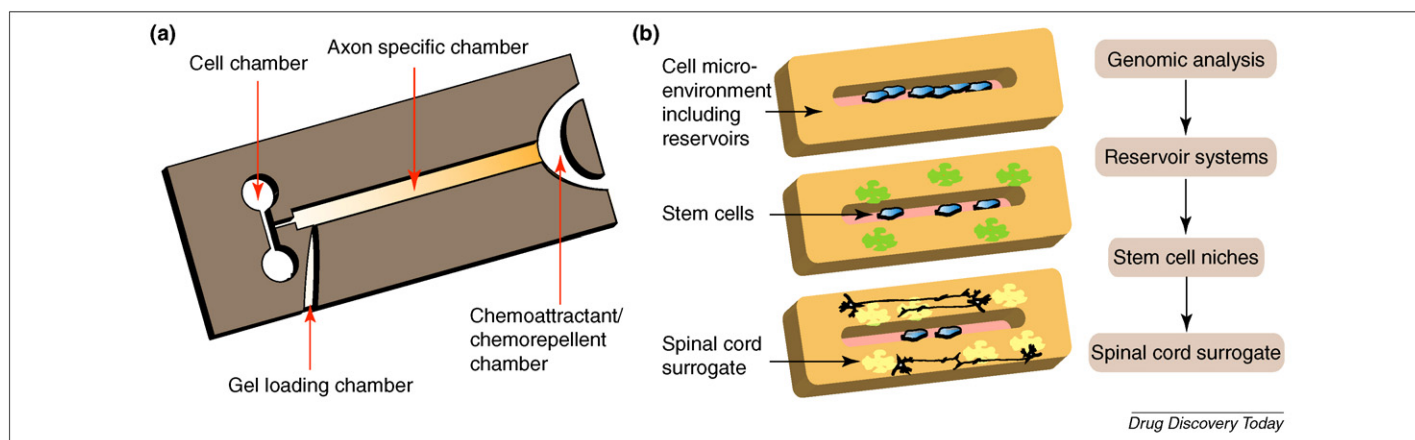 (a)
Axon specific chamber
Cell chamber
Chemoattractant/
chemorepellent
chamber
Gel loading chamber
(b)
Cell micro-
environment
including
reservoirs
Stem cells
Spinal cord
surrogate
Genomic analysis
Reservoir systems
Stem cell niches
Spinal cord surrogate
Drug Discovery Today